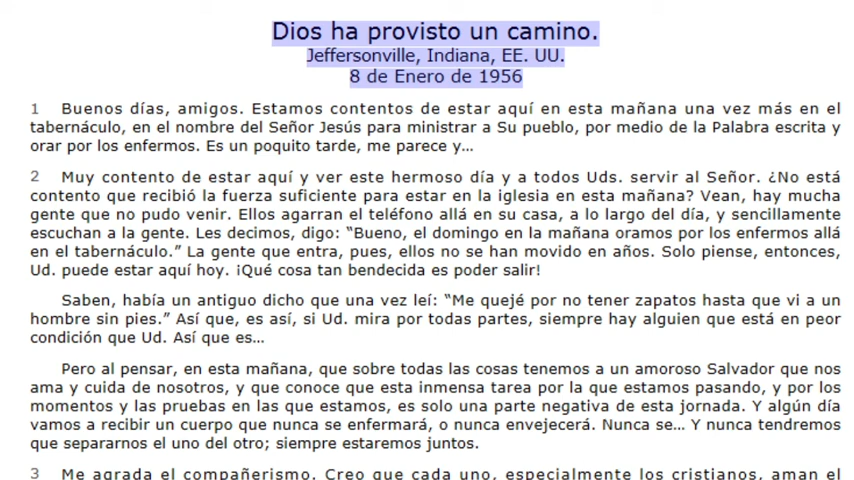 Dios ha provisto un camino.
Jeffersonville, Indiana, EE. UU.
8 de Enero de 1956
1 Buenos días, amigos. Estamos contentos de estar aquí en esta mañana una vez más en el
tabernáculo, en el nombre del Señor Jesús para ministrar a Su pueblo, por medio de la Palabra escrita y
orar por los enfermos. Es un poquito tarde, me parece y…
2 Muy contento de estar aquí y ver este hermoso día y a todos Uds. servir al Señor. ¿No está
contento que recibió la fuerza suficiente para estar en la iglesia en esta mañana? Vean, hay mucha
gente que no pudo venir. Ellos agarran el teléfono allá en su casa, a lo largo del día, y sencillamente
escuchan a la gente. Les decimos, digo: “Bueno, el domingo en la mañana oramos por los enfermos allá
en el tabernáculo.” La gente que entra, pues, ellos no se han movido en años. Solo piense, entonces,
Ud. puede estar aquí hoy. ¡Qué cosa tan bendecida es poder salir!
Saben, había un antiguo dicho que una vez leí: “Me quejé por no tener zapatos hasta que vi a un
hombre sin pies.” Así que, es así, si Ud. mira por todas partes, siempre hay alguien que está en peor
condición que Ud. Así que es…
Pero al pensar, en esta mañana, que sobre todas las cosas tenemos a un amoroso Salvador que nos
ama y cuida de nosotros, y que conoce que esta inmensa tarea por la que estamos pasando, y por los
momentos y las pruebas en las que estamos, es solo una parte negativa de esta jornada. Y algún día
vamos a recibir un cuerpo que nunca se enfermará, o nunca envejecerá. Nunca se… Y nunca tendremos
que separarnos el uno del otro; siempre estaremos juntos.
3 Me agrada el compañerismo. Creo que cada uno, especialmente los cristianos, aman el